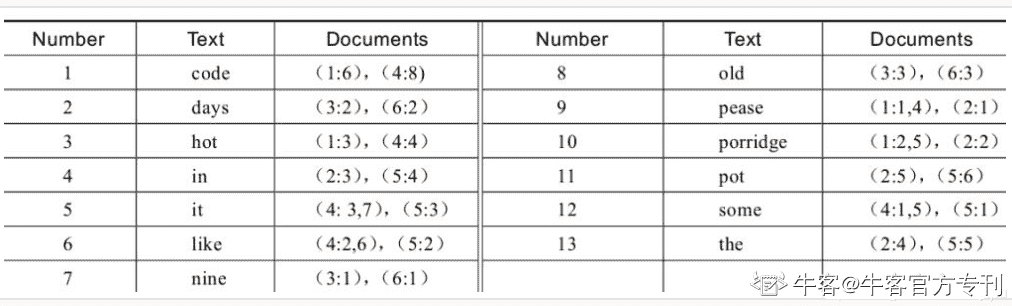 Number Text Documents Number Text Documents
1 code （1:6），（4:8) 8 old （3:3），（6:3）
2 days （3:2），（6:2） 9 pease （1:1,4），（2:1）
3 hot （1:3），（4:4） 10 porridge （1:2,5），（2:2）
4 in （2:3），（5:4） 11 pot （2:5），（5:6）
5 it （4: 3,7），（5:3） 12 some （4:1,5），（5:1）
6 like （4:2,6），（5:2） 13 the （2:4），（5:5）
7 nine （3:1），（6:1）
牛客@牛客官方专刊